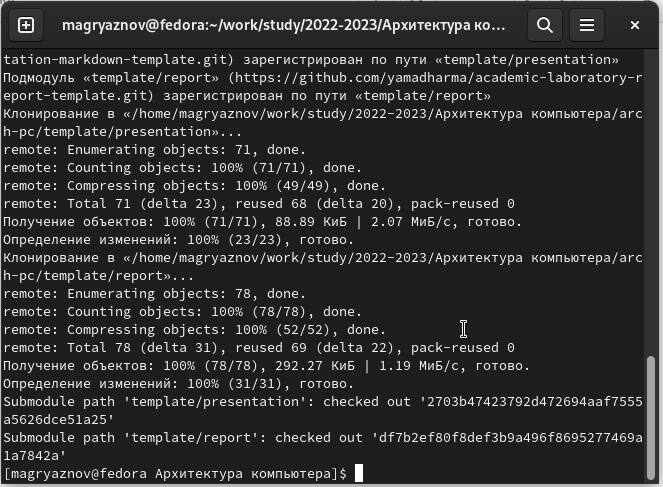 magryaznov@fedora:~/work/study/2022-2023/Архитектура ко...
tation-markdown-template.git) зарегистрирован по пути «template/presentation»
Подмодуль «template/report» (https://github.com/yamadharma/academic-laboratory-r
eport-template.git) зарегистрирован по пути «template/report»
Клонирование в «/home/magryaznov/work/study/2022-2023/Архитектура компьютера/arc
h-pc/template/presentation»...
remote: Enumerating objects: 71, done.
remote: Counting objects: 100% (71/71), done.
remote: Compressing objects: 100% (49/49), done.
remote: Total 71 (delta 23), reused 68 (delta 20), pack-reused 0
Получение объектов: 100% (71/71), 88.89 КиБ | 2.07 МиБ/с, готово.
Определение изменений: 100% (23/23), готово.
Клонирование в «/home/magryaznov/work/study/2022-2023/Архитектура компьютера/arc
h-pc/template/report»...
remote: Enumerating objects: 78, done.
remote: Counting objects: 100% (78/78), done.
remote: Compressing objects: 100% (52/52), done.
remote: Total 78 (delta 31), reused 69 (delta 22), pack-reused 0
Получение объектов: 100% (78/78), 292.27 КиБ | 1.19 МиБ/с, готово.
Определение изменений: 100% (31/31), готово.
Submodule path 'template/presentation': checked out '2703b47423792d472694aaf7555
a5626dce51a25'
Submodule path 'template/report': checked out 'df7b2ef80f8def3b9a496f8695277469a
1a7842a'
[magryaznov@fedora Архитектура компьютера]$